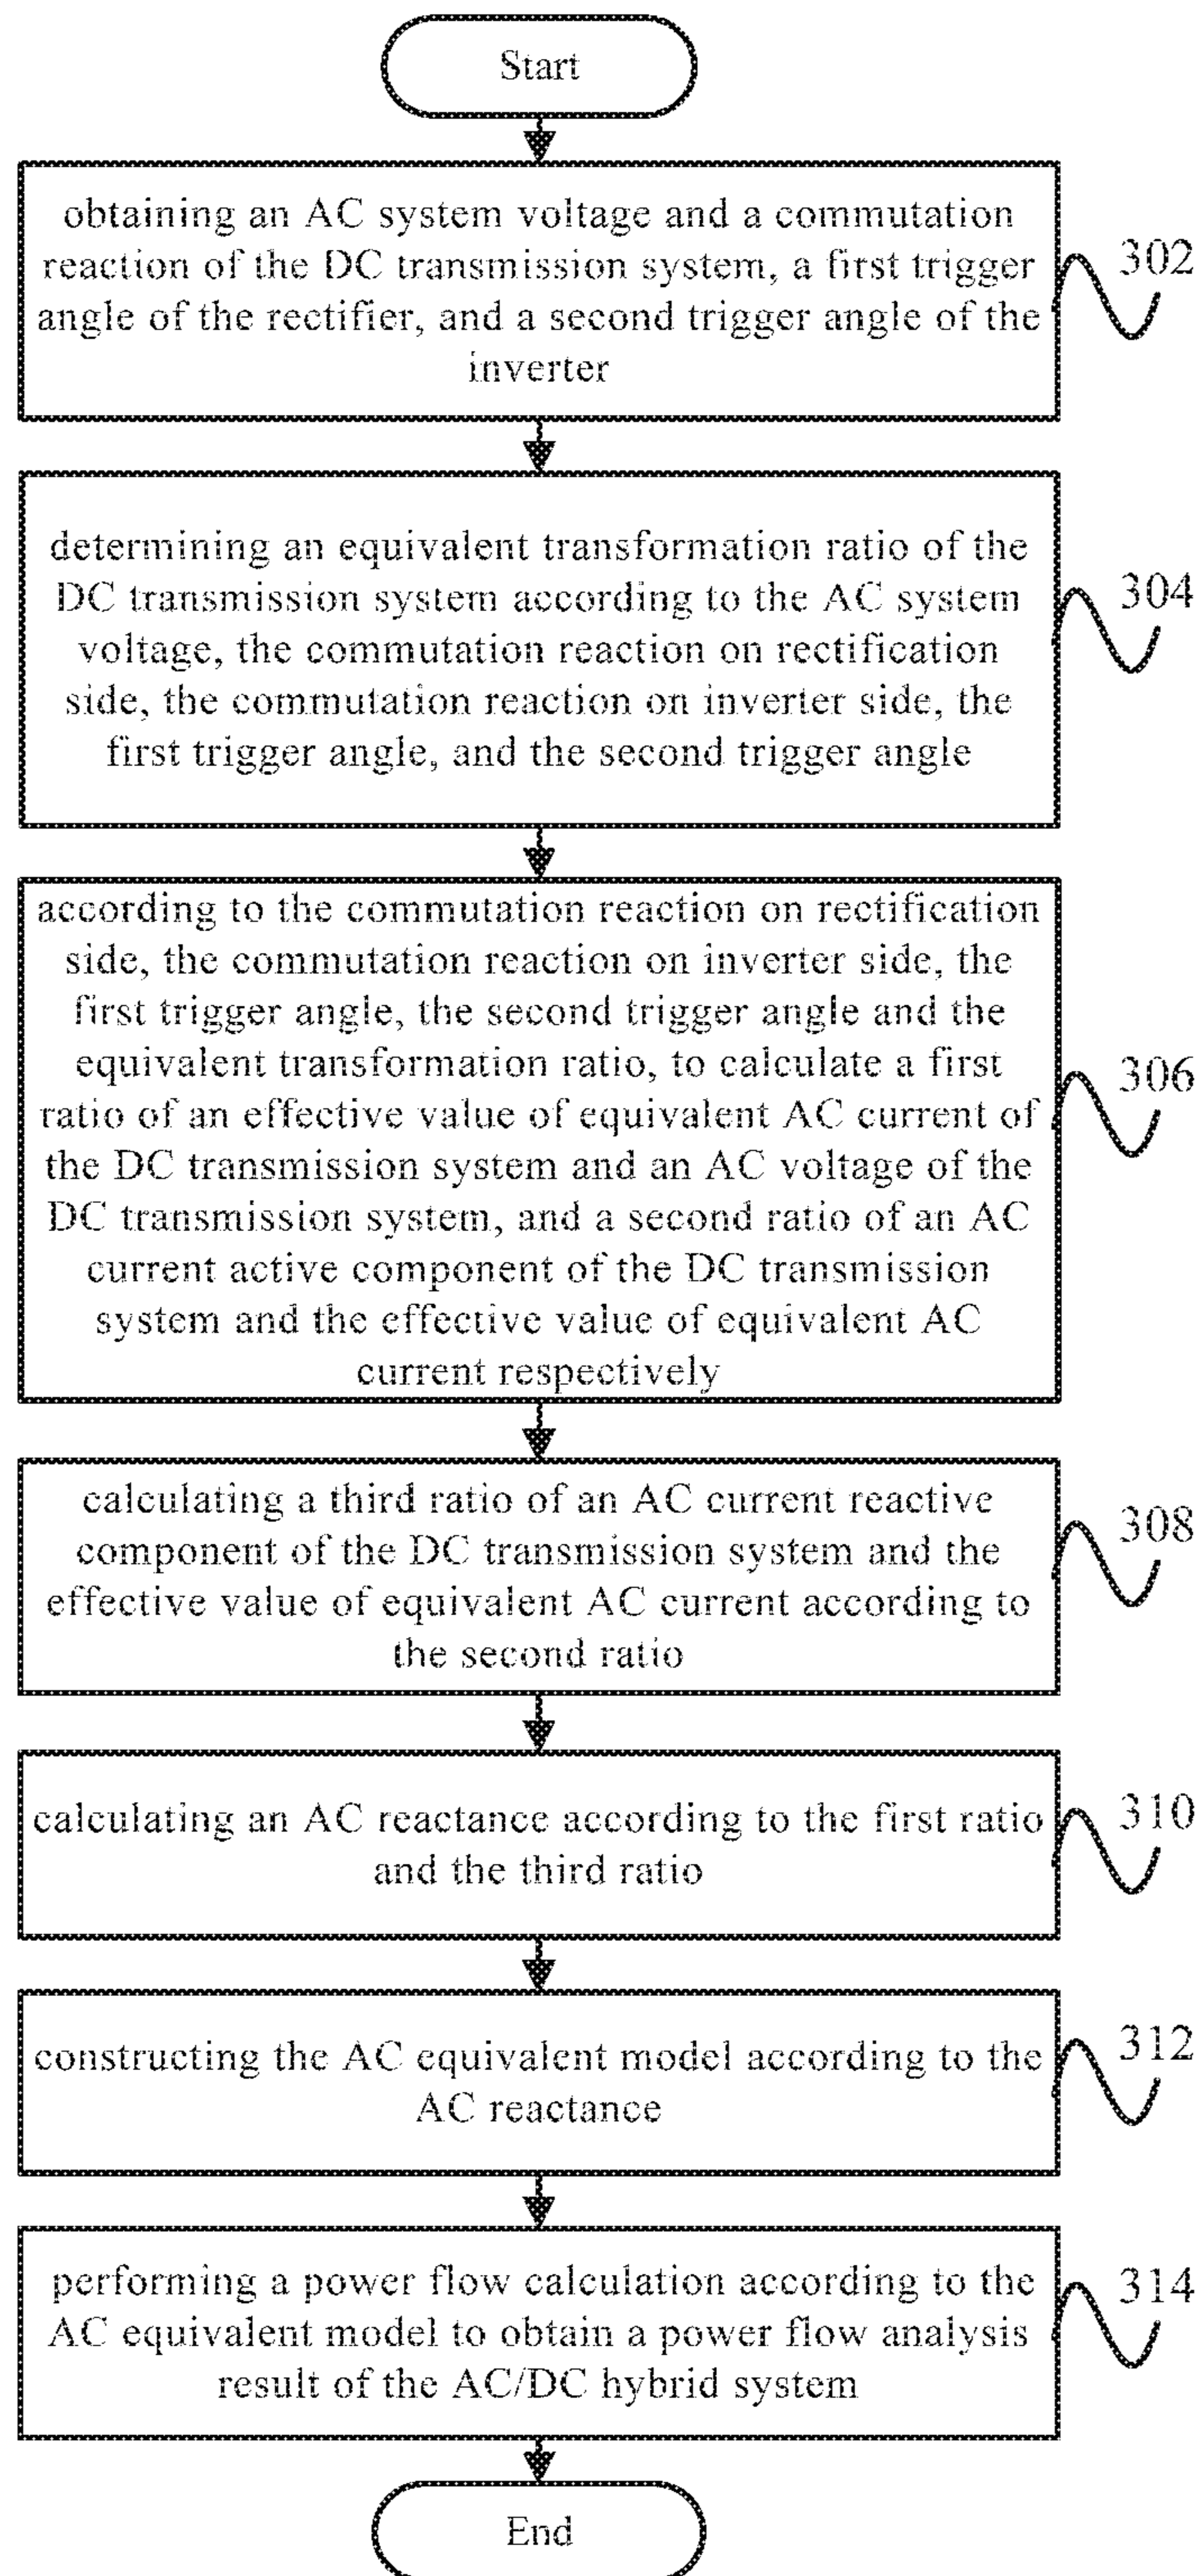 Start
obtaining an AC system voltage and a commutation
reaction of the DC transmission system, a first trigger
angle of the rectifier, and a second trigger angle of the
inverter
302
determining an equivalent transformation ratio of the
DC transmission system according to the AC system
voltage, the commutation reaction on rectification
side, the commutation reaction on inverter side, the
first trigger angle, and the second trigger angle
304
according to the commutation reaction on rectification
side, the commutation reaction on inverter side, the
first trigger angle, the second trigger angle and the
equivalent transformation ratio, to calculate a first
ratio of an effective value of equivalent AC current of
the DC transmission system and an AC voltage of the
DC transmission system, and a second ratio of an AC
current active component of the DC transmission
system and the effective value of equivalent AC
current respectively
306
calculating a third ratio of an AC current reactive
component of the DC transmission system and the
effective value of equivalent AC current according to
the second ratio
308
calculating an AC reactance according to the first ratio
and the third ratio
310
constructing the AC equivalent model according to the
AC reactance
312
performing a power flow calculation according to the
AC equivalent model to obtain a power flow analysis
result of the AC/DC hybrid system
314
End